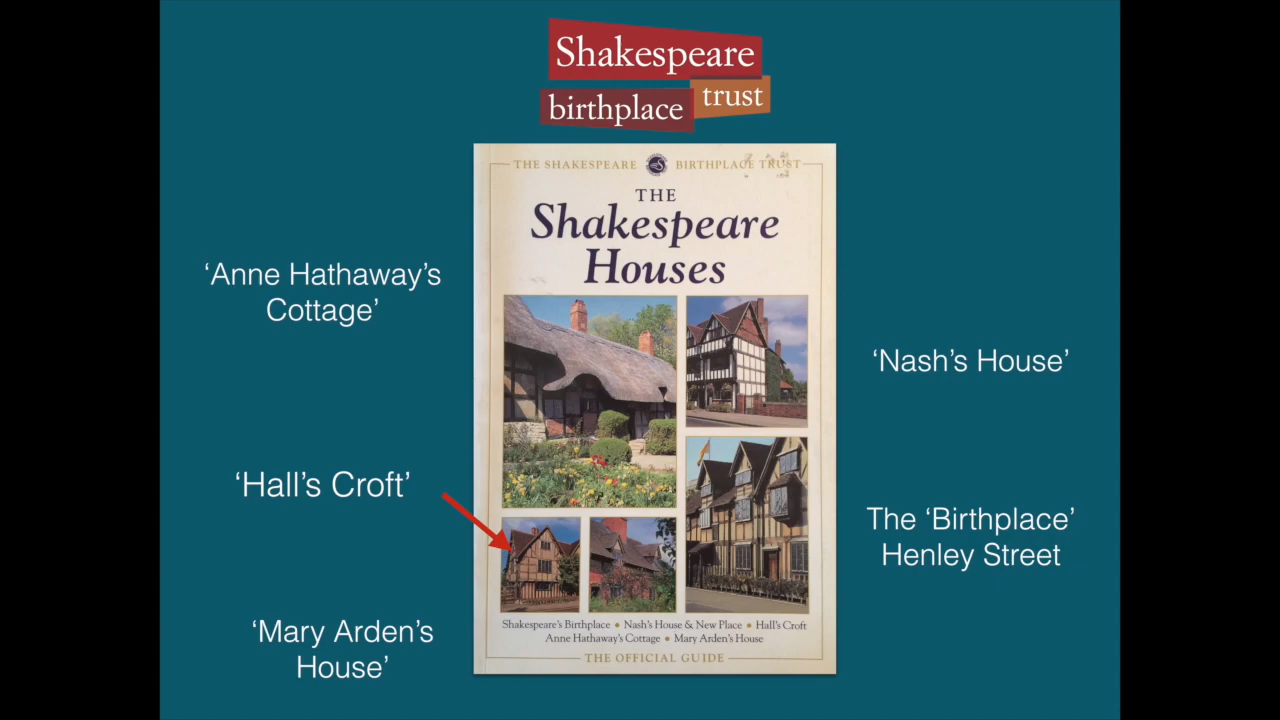 Shakespeare
birthplace trust
THE SHAKESPEARE BIRTHPLACE TRUST
THE
Shakespeare
Houses
‘Anne Hathaway’s
Cottage’
‘Nash’s House’
‘Hall’s Croft’
The ‘Birthplace’
Henley Street
‘Mary Arden’s
House’
Shakespeare's Birthplace • Nash's House & New Place • Hall's Croft
Anne Hathaway's Cottage • Mary Arden's House
THE OFFICIAL GUIDE